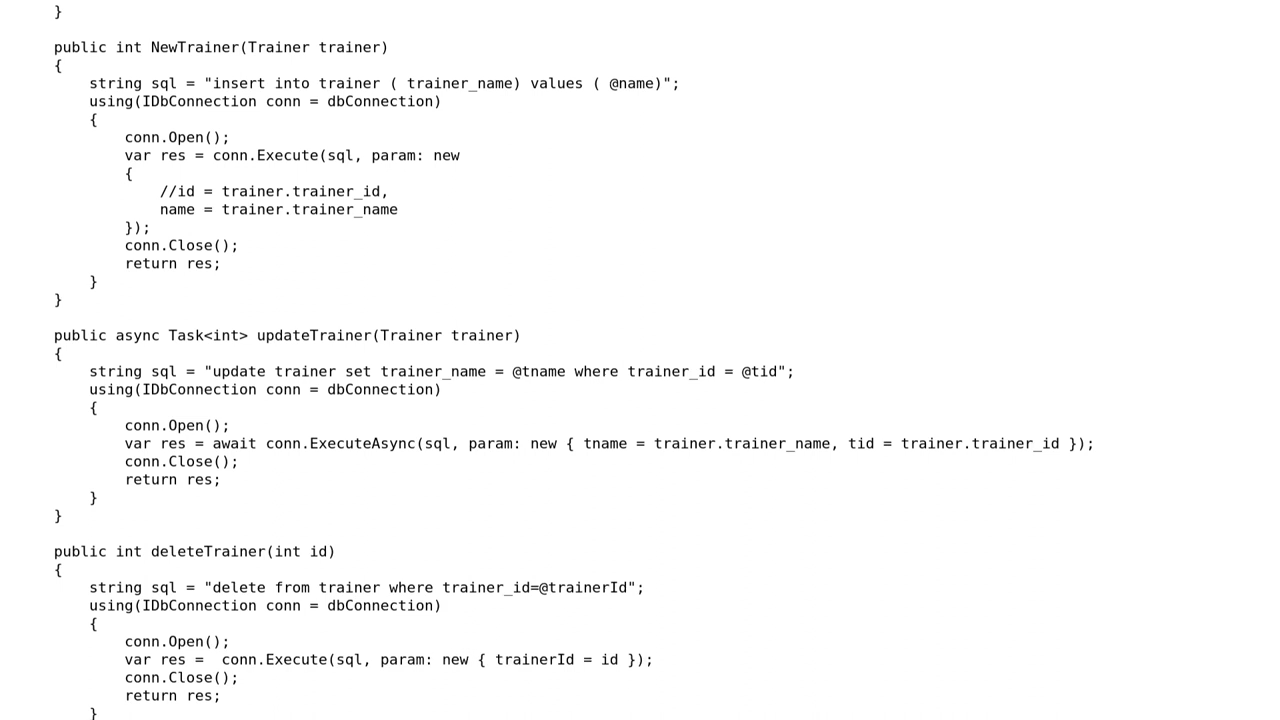 }
public int NewTrainer(Trainer trainer)
{
string sql = "insert into trainer ( trainer_name) values ( @name)";
using(IDbConnection conn = dbConnection)
{
conn.Open();
var res = conn.Execute(sql, param: new
{
//id = trainer.trainer_id,
name = trainer.trainer_name
});
conn.Close();
return res;
}
}
public async Task<int> updateTrainer(Trainer trainer)
{
string sql = "update trainer set trainer_name = @tname where trainer_id = @tid";
using(IDbConnection conn = dbConnection)
{
conn.Open();
var res = await conn.ExecuteAsync(sql, param: new { tname = trainer.trainer_name, tid = trainer.trainer_id });
conn.Close();
return res;
}
}
public int deleteTrainer(int id)
{
string sql = "delete from trainer where trainer_id=@trainerId";
using(IDbConnection conn = dbConnection)
{
conn.Open();
var res =  conn.Execute(sql, param: new { trainerId = id });
conn.Close();
return res;
}